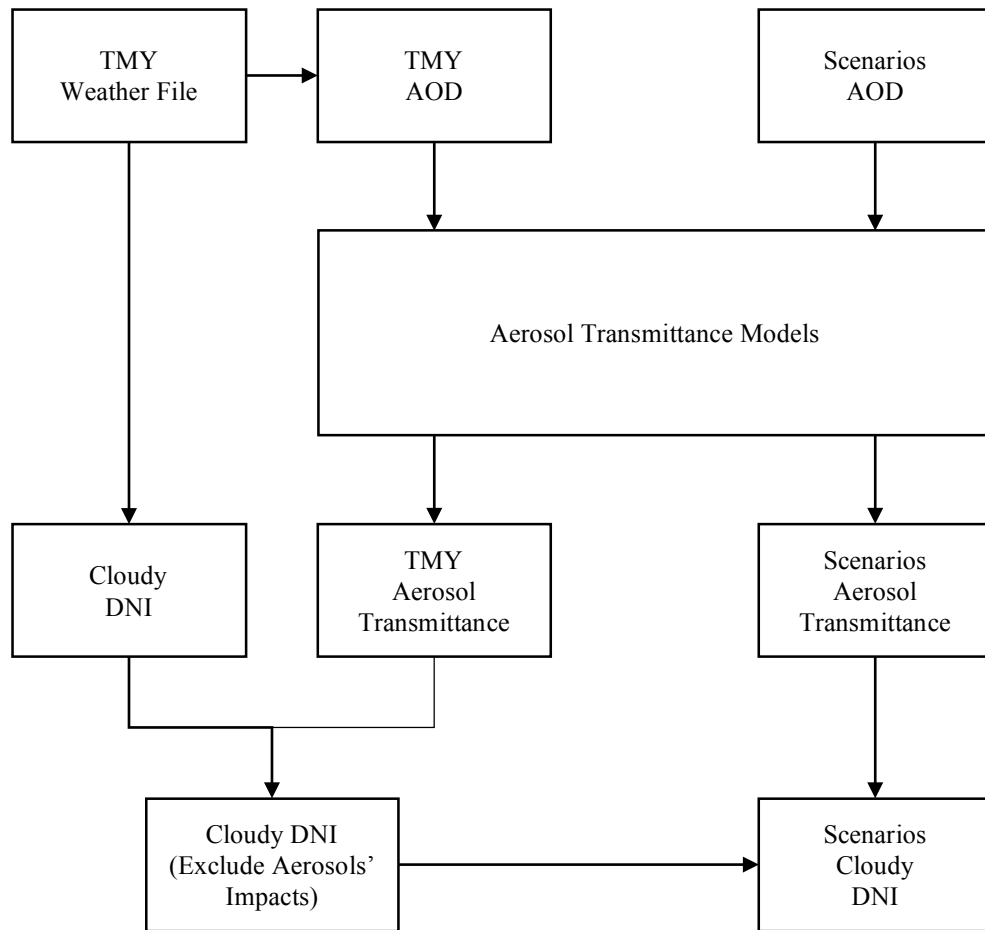 TMY
Weather File
TMY
AOD
Scenarios
AOD
Aerosol Transmittance Models
Cloudy
DNI
TMY
Aerosol
Transmittance
Scenarios
Aerosol
Transmittance
Cloudy DNI
(Exclude Aerosols’
Impacts)
Scenarios
Cloudy
DNI